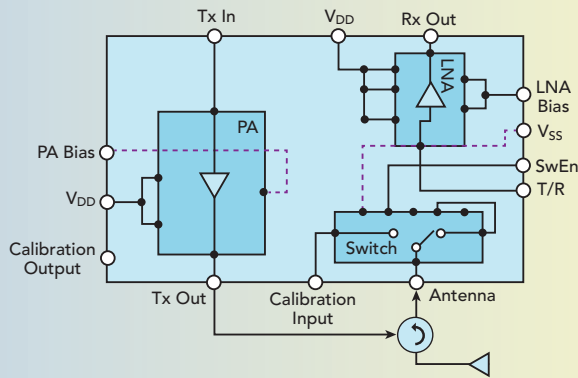 Tx In
VDD
Rx Out
LNA
PA
LNA
Bias
VSS
PA Bias
SwEn
VDD
T/R
Calibration
Output
Switch
Tx Out
Calibration
Input
Antenna